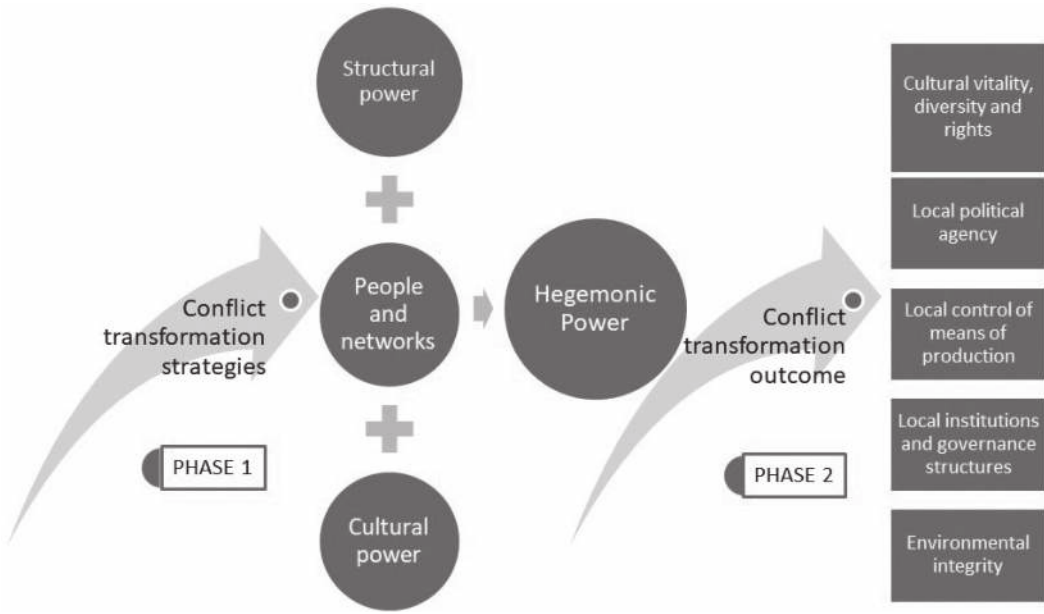 Structural
power
People
and
networks
Cultural
power
Conflict
transformation
strategies
PHASE 1
Hegemonic
Power
Conflict
transformation
outcome
PHASE 2
Cultural vitality,
diversity and
rights
Local political
agency
Local control of
means of
production
Local institutions
and governance
structures
Environmental
integrity